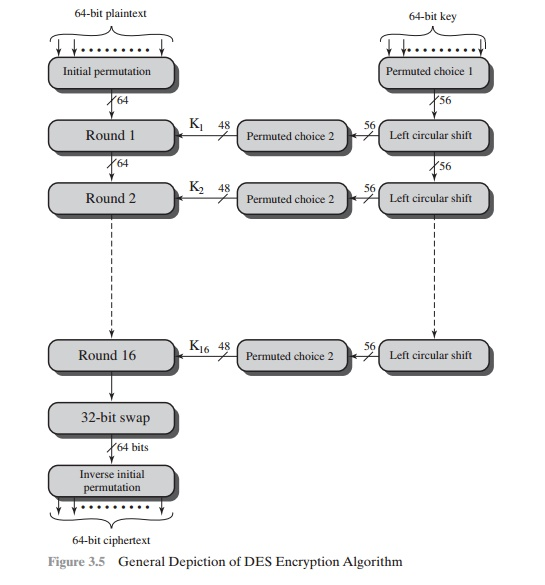 64-bit plaintext
64-bit key
Initial permutation
Permuted choice 1
64
56
Round 1
K1
48
Permuted choice 2
56
Left circular shift
64
56
Round 2
K2
48
Permuted choice 2
56
Left circular shift
Round 16
K16
48
Permuted choice 2
56
Left circular shift
32-bit swap
64 bits
Inverse initial
permutation
64-bit ciphertext
Figure 3.5 General Depiction of DES Encryption Algorithm